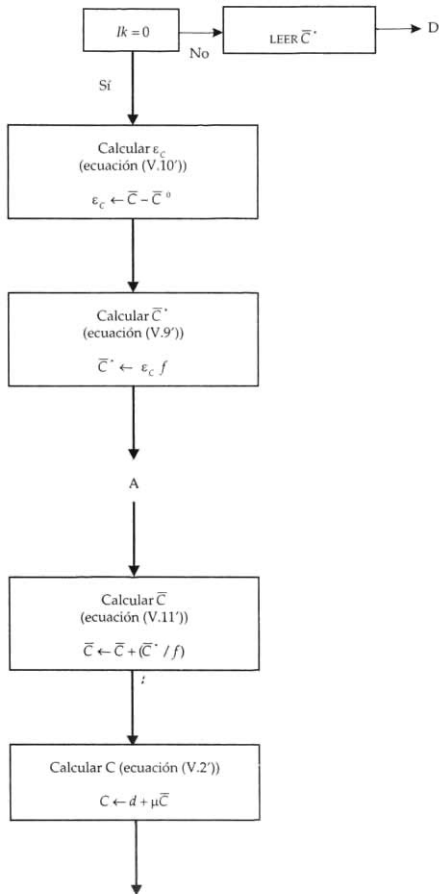 Ik = 0
No
LEER C̅*
D
Sí
Calcular ε_C
(ecuación (V.10'))
ε_C ← C̅ − C̅⁰
Calcular C̅*
(ecuación (V.9'))
C̅* ← ε_C f
A
Calcular C̅
(ecuación (V.11'))
C̅ ← C̅ + (C̅* / f)
Calcular C (ecuación (V.2'))
C ← d + μC̅